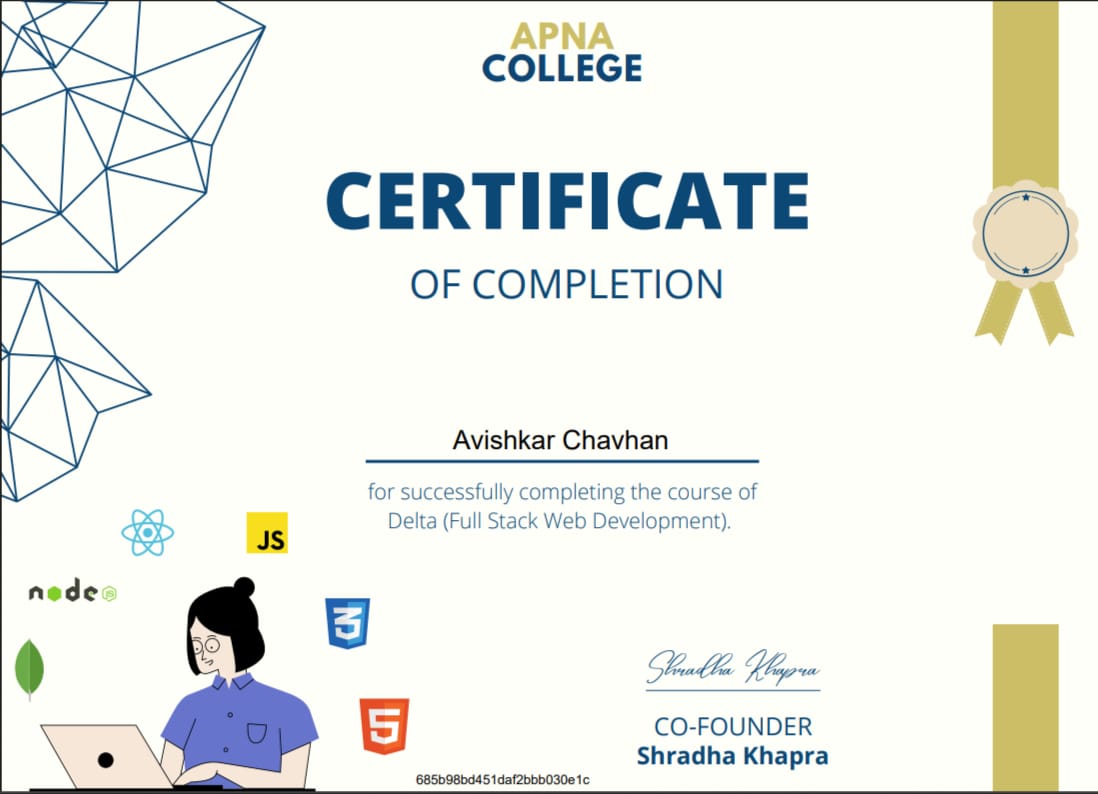 APNA
COLLEGE
CERTIFICATE
OF COMPLETION
Avishkar Chavhan
for successfully completing the course of
Delta (Full Stack Web Development).
JS
node
JS
3
5
Shradha Khapra
CO-FOUNDER
Shradha Khapra
685b98bd451daf2bbb030e1c